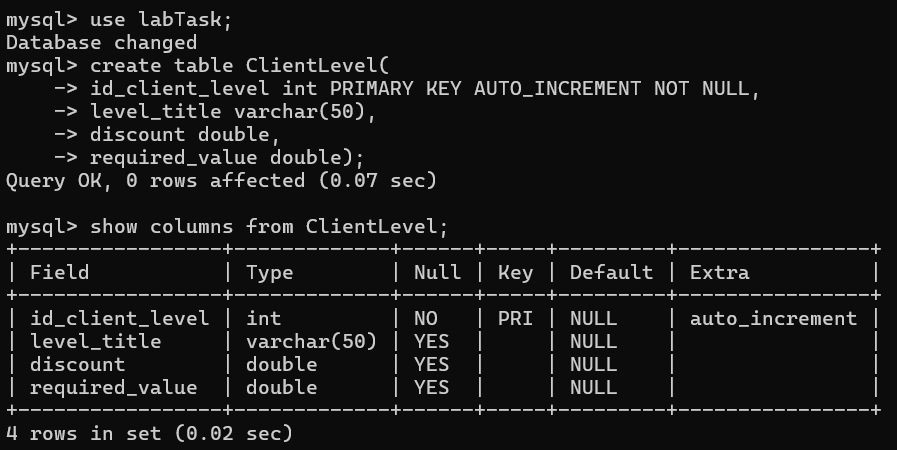 mysql> use labTask;
Database changed
mysql> create table ClientLevel(
    -> id_client_level int PRIMARY KEY AUTO_INCREMENT NOT NULL,
    -> level_title varchar(50),
    -> discount double,
    -> required_value double);
Query OK, 0 rows affected (0.07 sec)

mysql> show columns from ClientLevel;
+-----------------+-------------+------+-----+---------+----------------+
| Field           | Type        | Null | Key | Default | Extra          |
+-----------------+-------------+------+-----+---------+----------------+
| id_client_level | int         | NO   | PRI | NULL    | auto_increment |
| level_title     | varchar(50) | YES  |     | NULL    |                |
| discount        | double      | YES  |     | NULL    |                |
| required_value  | double      | YES  |     | NULL    |                |
+-----------------+-------------+------+-----+---------+----------------+
4 rows in set (0.02 sec)